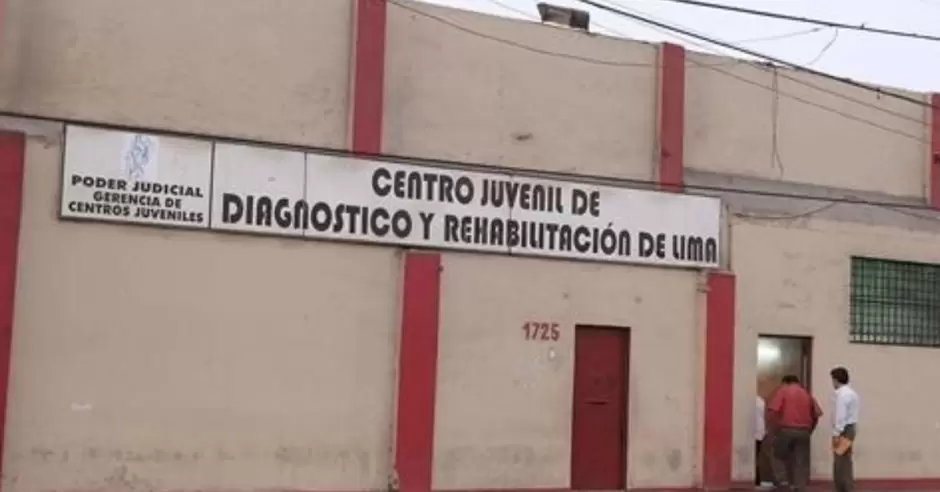 PODER JUDICIAL
GERENCIA DE
CENTROS JUVENILES
CENTRO JUVENIL DE
DIAGNOSTICO Y REHABILITACIÓN DE LIMA
1725